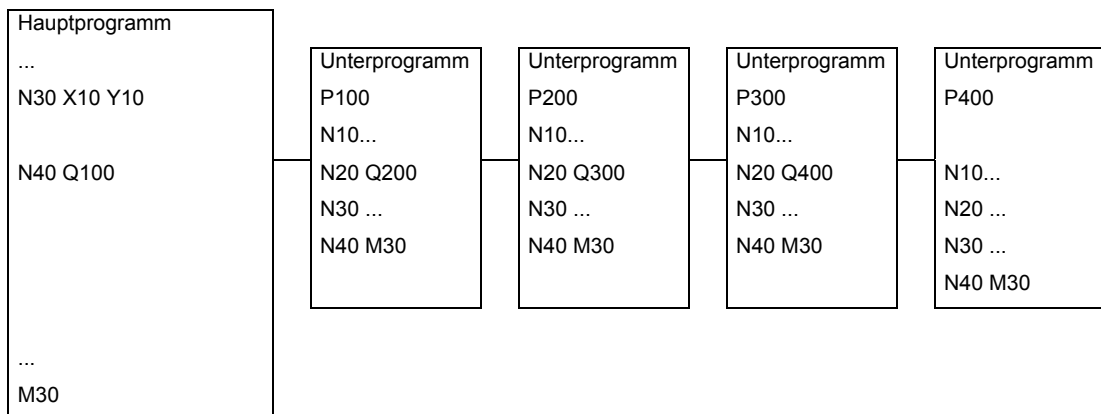 Hauptprogramm
...
N30 X10 Y10
N40 Q100
...
M30
Unterprogramm
P100
N10...
N20 Q200
N30 ...
N40 M30
Unterprogramm
P200
N10...
N20 Q300
N30 ...
N40 M30
Unterprogramm
P300
N10...
N20 Q400
N30 ...
N40 M30
Unterprogramm
P400
N10...
N20 ...
N30 ...
N40 M30